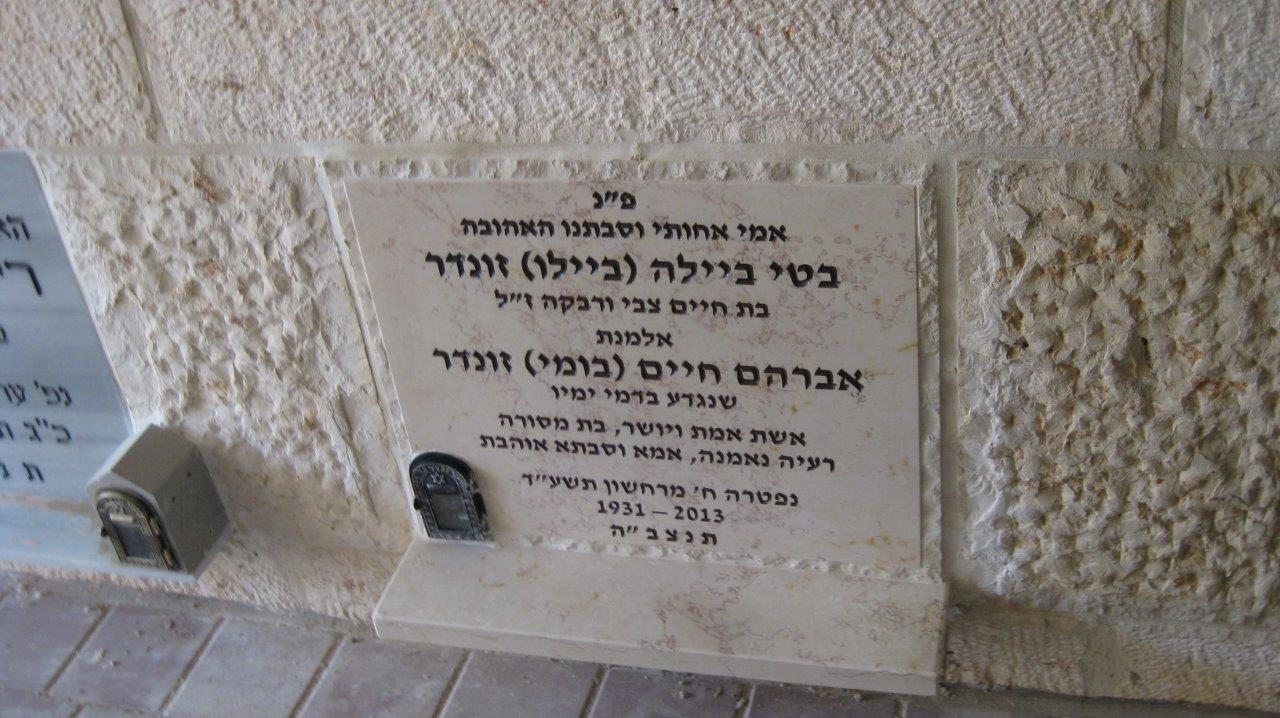 פ"נ
אמי אחותי וסבתנו האהובה
בטי ביילה (ביילו) זונדר
בת חיים צבי ורבקה ז"ל
אלמנת
אברהם חיים (בומי) זונדר
שנגדע בדמי ימיו
אשת אמת ויושר, בת מסורה
רעיה נאמנה, אמא וסבתא אוהבת
נפטרה ח' מרחשון תשע"ד
1931 – 2013
ת נ צ ב "ה
נפ'
כ"ג